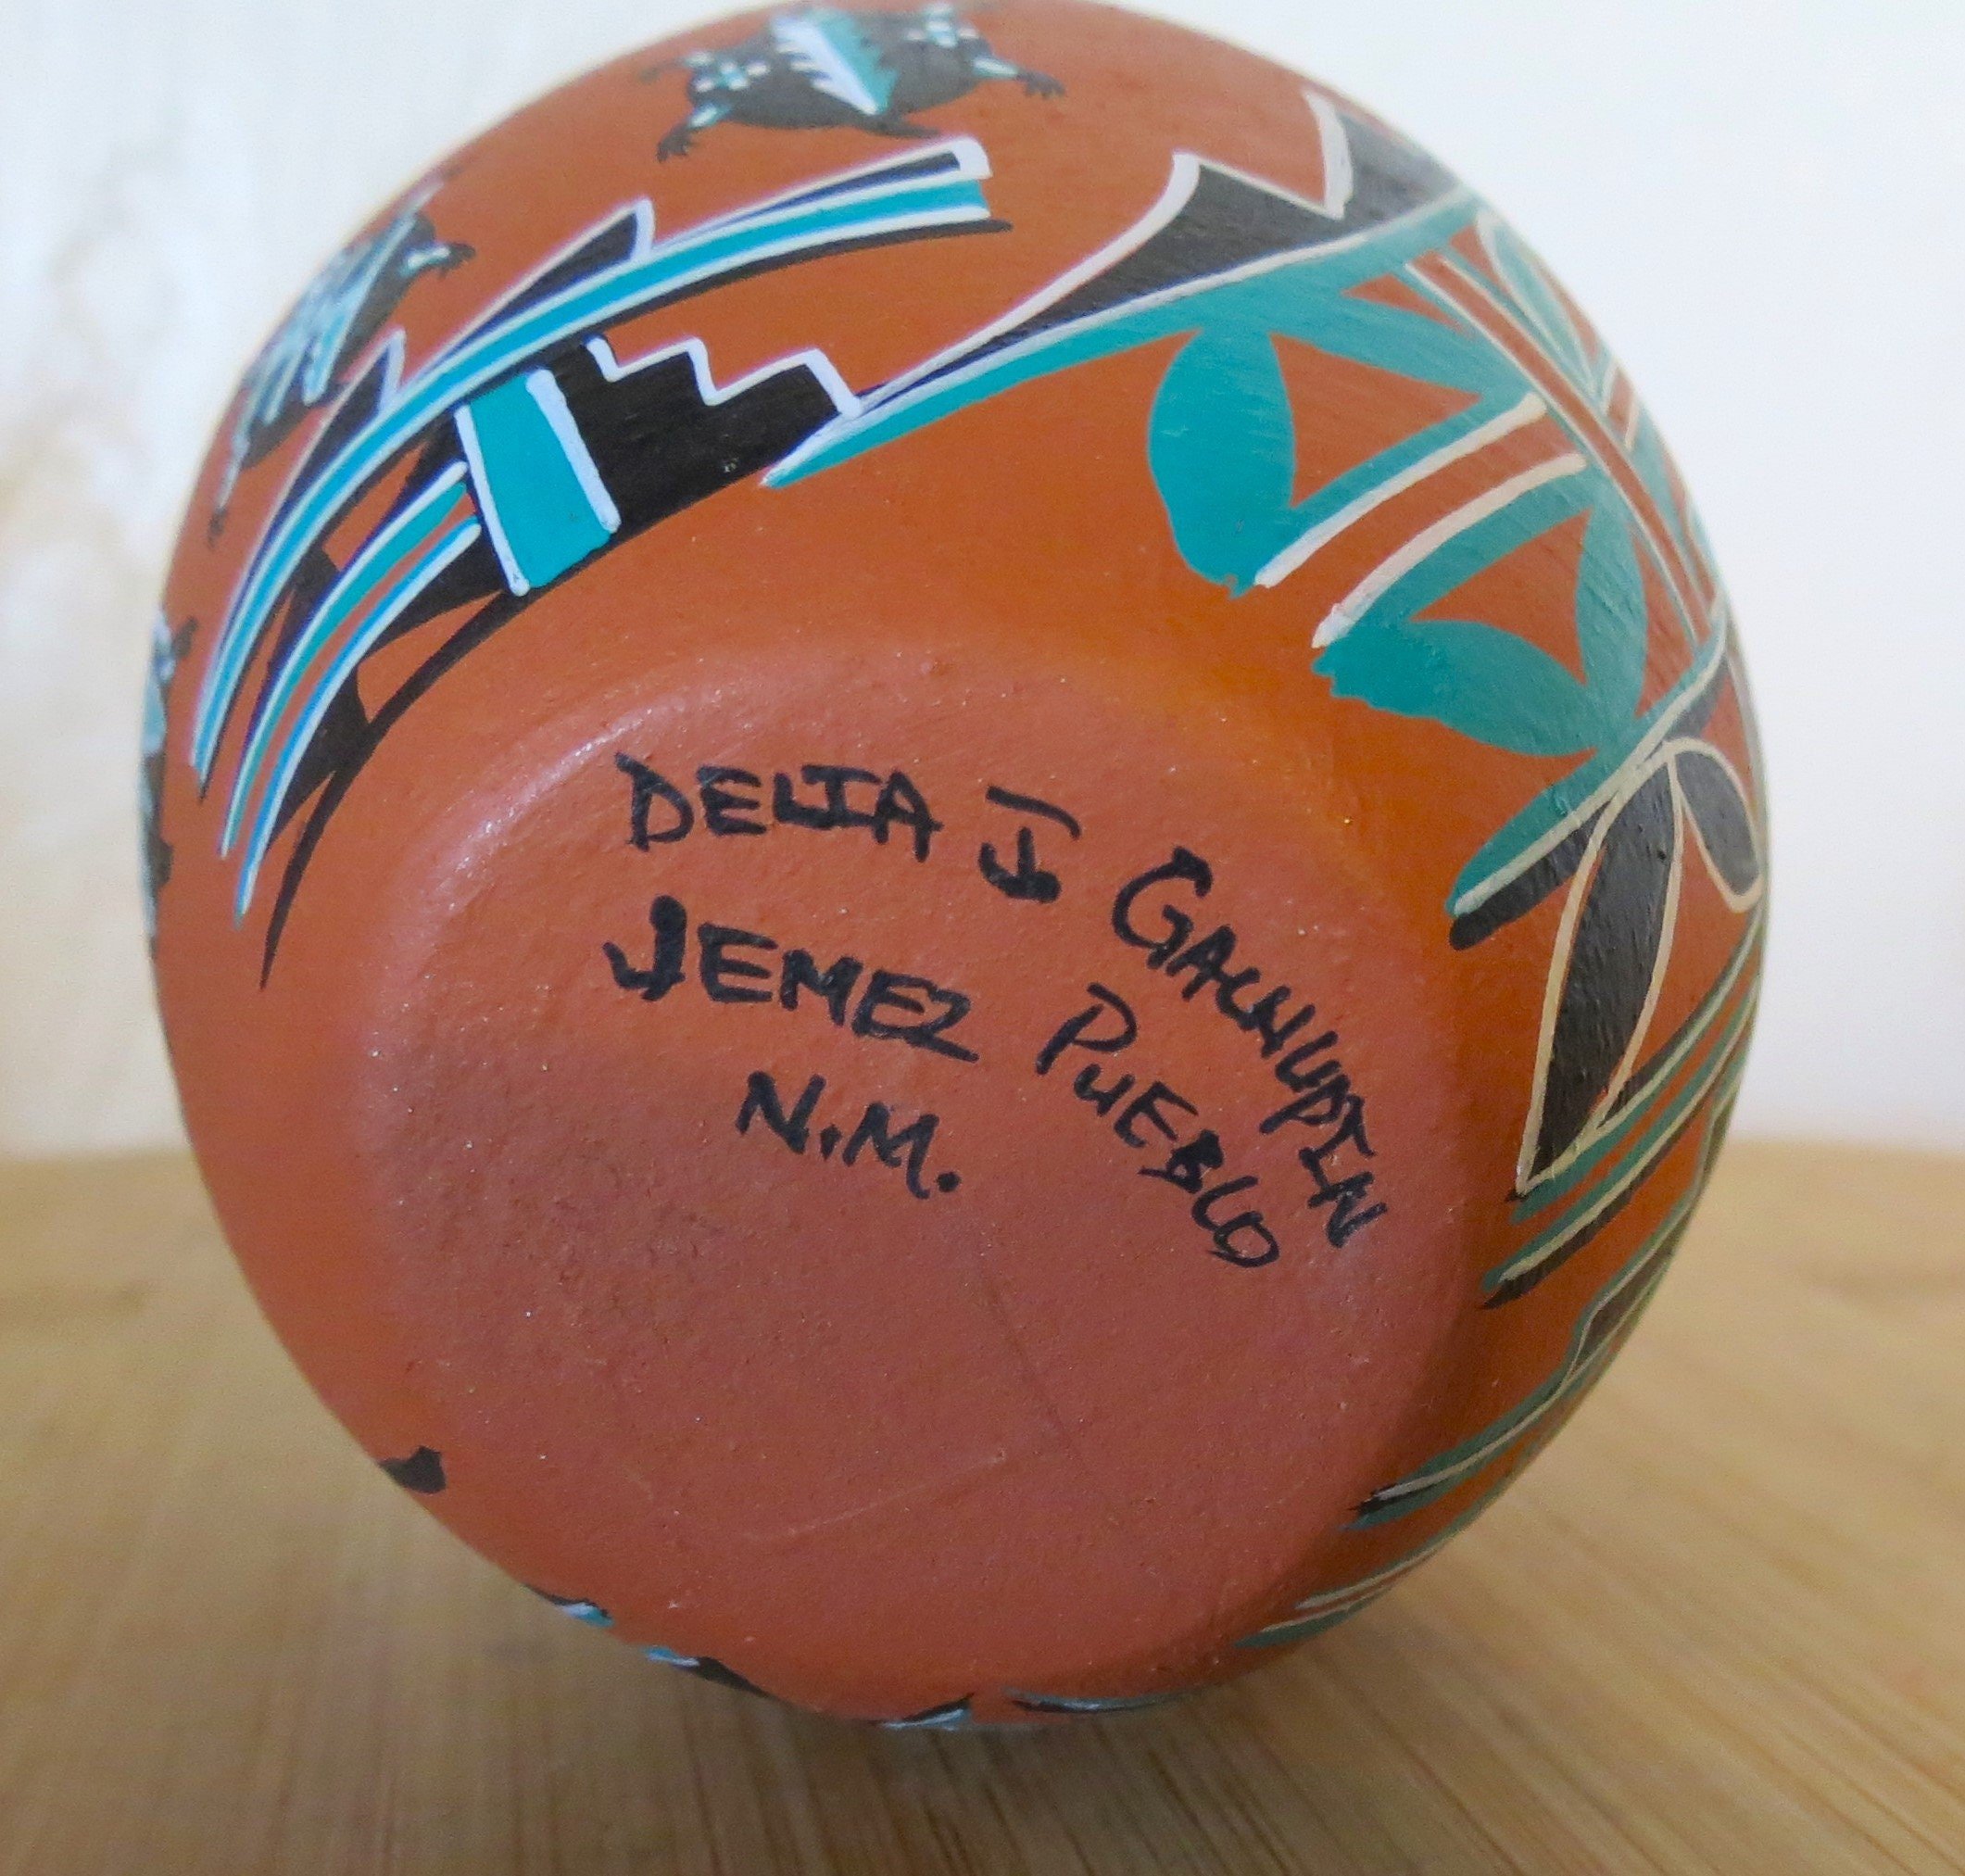 DELIA J GACHUPIN
JEMEZ PUEBLO
N.M.